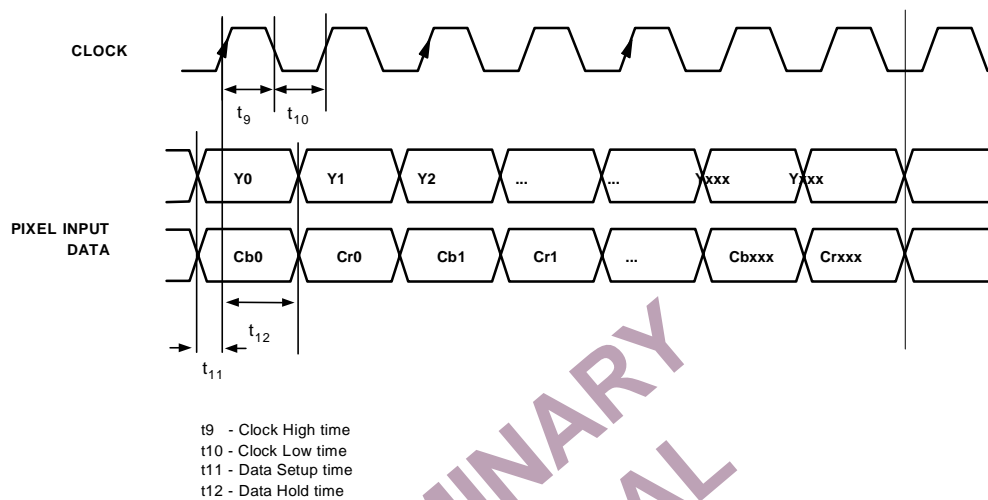 CLOCK
t9 t10
Y0 Y1 Y2 ... ... Yxxx Yxxx
PIXEL INPUT
DATA
Cb0 Cr0 Cb1 Cr1 ... Cbxxx Crxxx
t12
t11
t9 - Clock High time
t10 - Clock Low time
t11 - Data Setup time
t12 - Data Hold time